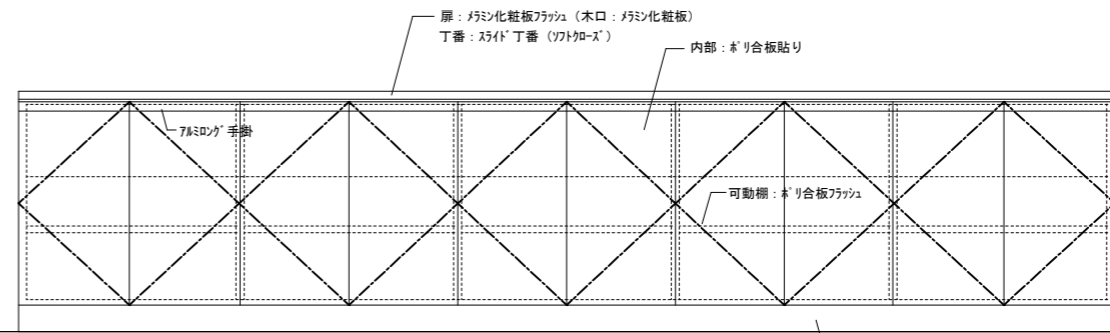 扉：ﾒﾗﾐﾝ化粧板ﾌﾗｯｼｭ（木口：ﾒﾗﾐﾝ化粧板）
丁番：ｽﾗｲﾄﾞ丁番（ｿﾌﾄｸﾛｰｽﾞ）
内部：ﾎﾟﾘ合板貼り
ｱﾙﾐﾛﾝｸﾞ手掛
可動棚：ﾎﾟﾘ合板ﾌﾗｯｼｭ